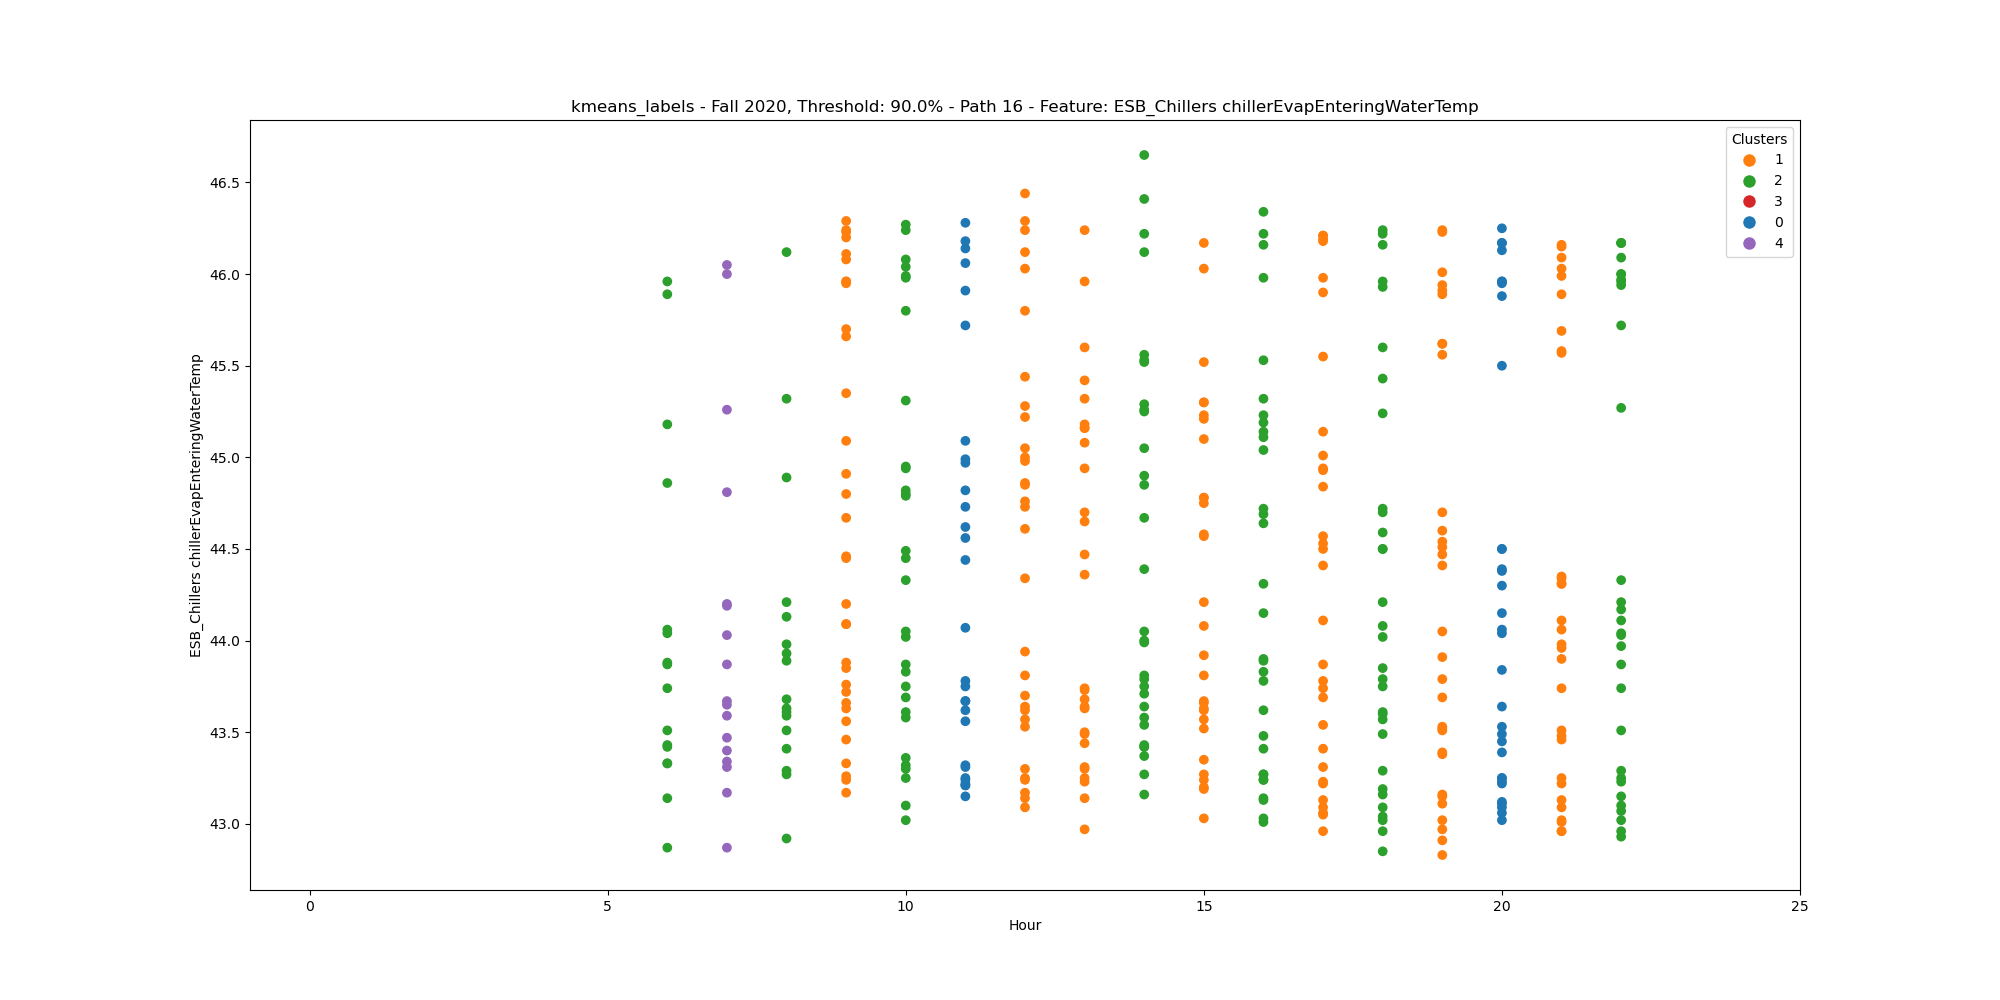 kmeans_labels - Fall 2020, Threshold: 90.0% - Path 16 - Feature: ESB_Chillers chillerEvapEnteringWaterTemp
Clusters
1
2
3
0
4
ESB_Chillers chillerEvapEnteringWaterTemp
46.5
46.0
45.5
45.0
44.5
44.0
43.5
43.0
0 5 10 15 20 25
Hour